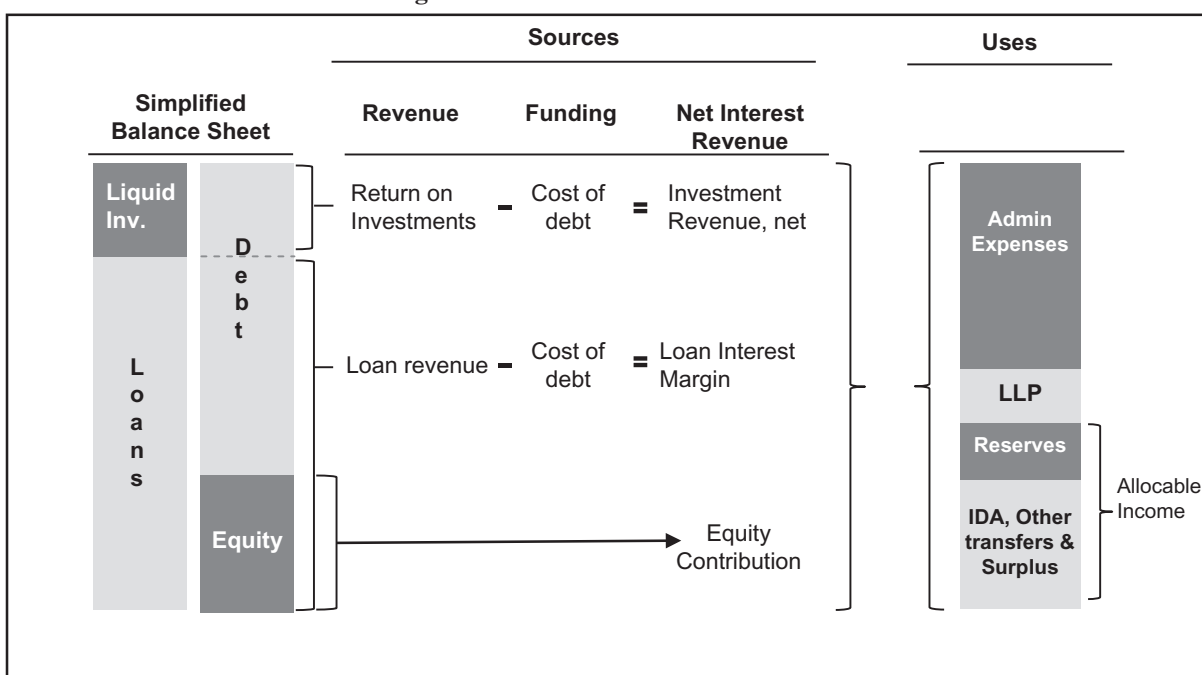 Sources
Uses
Simplified
Balance Sheet
Revenue
Funding
Net Interest
Revenue
Liquid
Inv.
Debt
Return on
Investments
-
Cost of
debt
=
Investment
Revenue, net
Loans
Loan revenue
-
Cost of
debt
=
Loan Interest
Margin
Equity
Equity
Contribution
Admin
Expenses
LLP
Reserves
IDA, Other
transfers &
Surplus
Allocable
Income